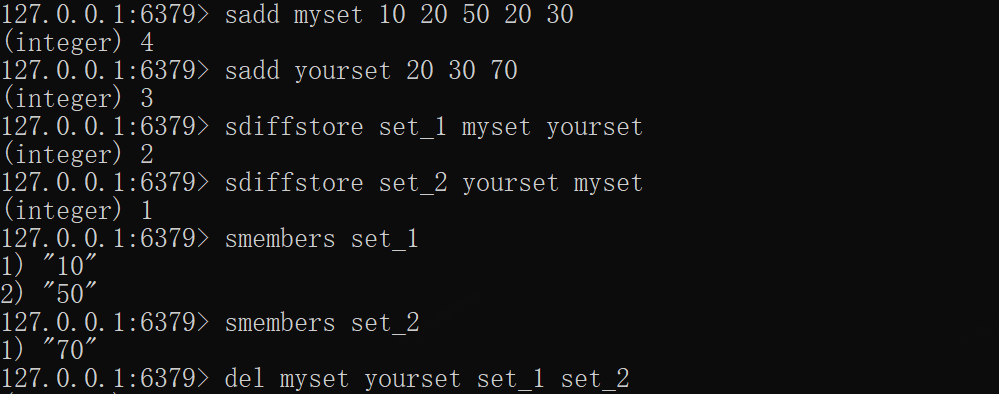 127.0.0.1:6379> sadd myset 10 20 50 20 30
(integer) 4
127.0.0.1:6379> sadd yourset 20 30 70
(integer) 3
127.0.0.1:6379> sdiffstore set_1 myset yourset
(integer) 2
127.0.0.1:6379> sdiffstore set_2 yourset myset
(integer) 1
127.0.0.1:6379> smembers set_1
1) "10"
2) "50"
127.0.0.1:6379> smembers set_2
1) "70"
127.0.0.1:6379> del myset yourset set_1 set_2